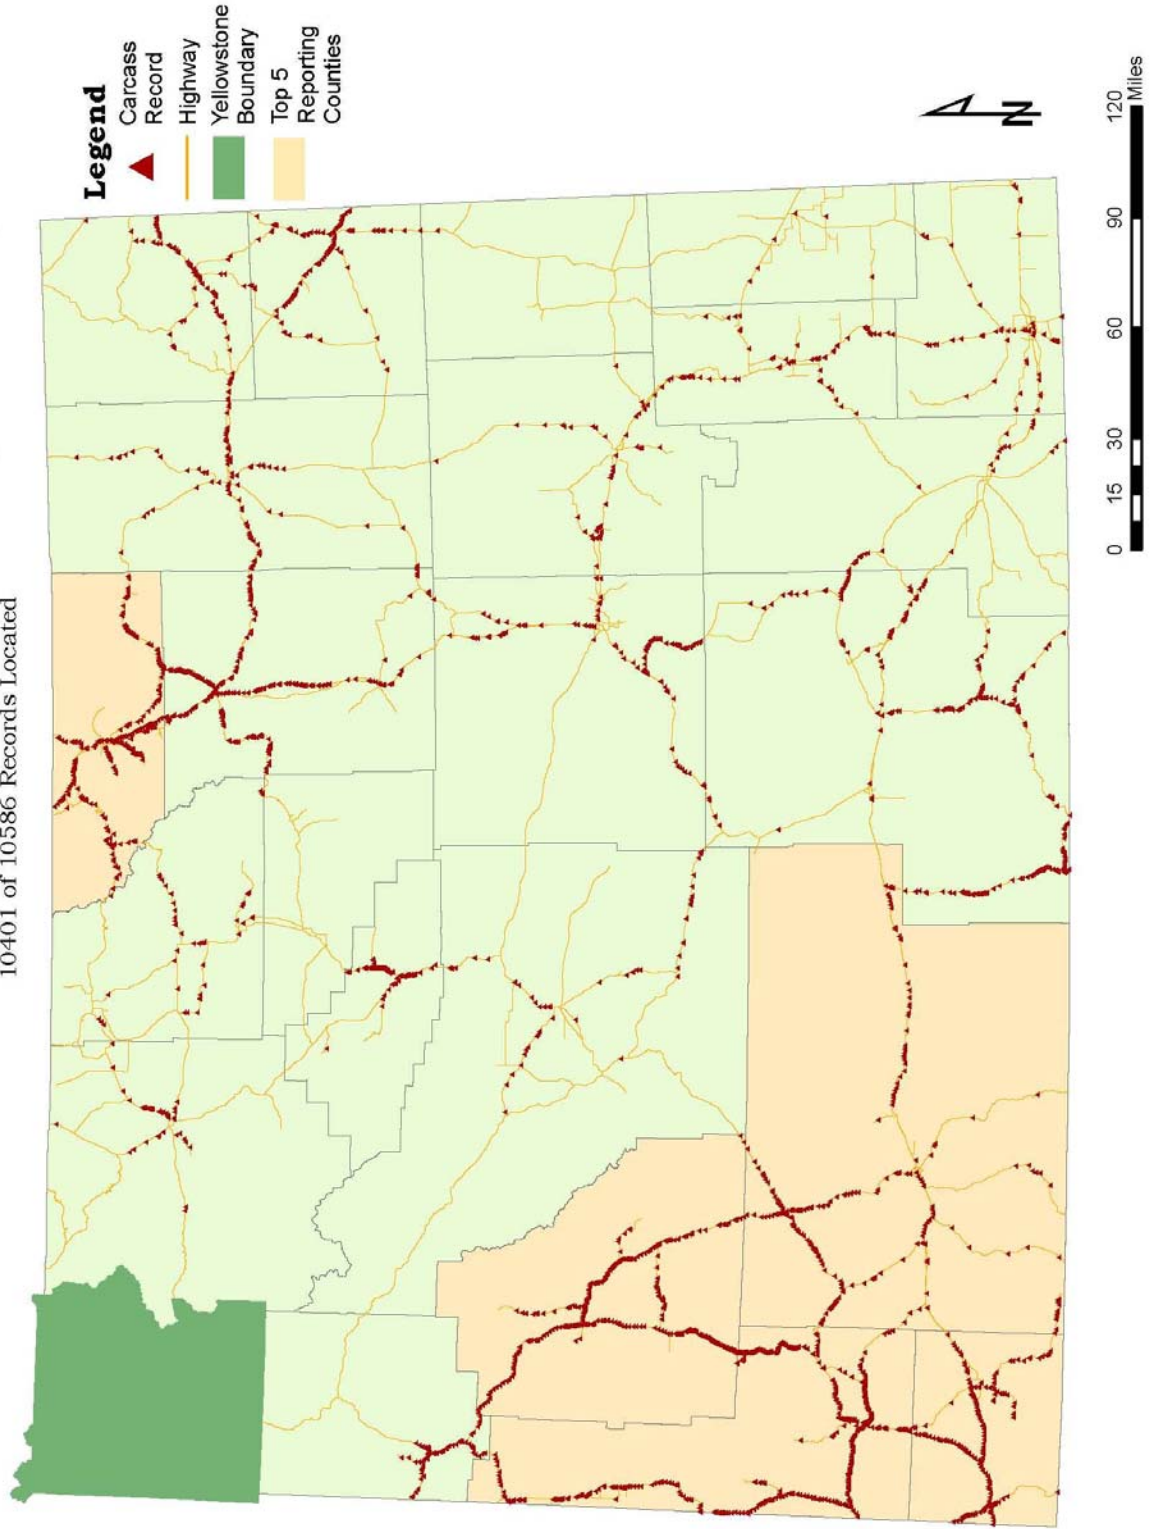 10401 of 10586 Records Located
Legend
Carcass
Record
Highway
Yellowstone
Boundary
Top 5
Reporting
Counties
N
0 15 30 60 90 120
Miles